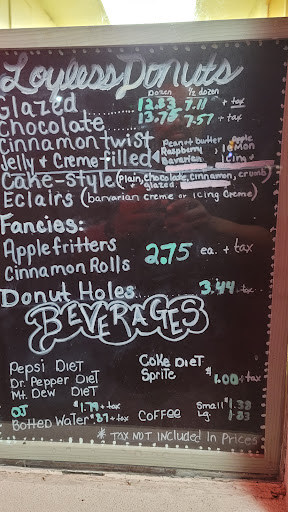 Loyless Donuts
DOZEN ½ dozen
Glazed ...... 12.83 7.11 + tax
Chocolate ...... 13.75 7.57 + tax
Cinnamon twist
Jelly + Creme-filled Peanut butter Apple
Raspberry Lemon
Bavarian Icing
Cake-style (plain, chocolate, cinnamon, crumb)
+ glazed
Eclairs (barvarian creme or icing creme)
Fancies:
Apple fritters
Cinnamon Rolls 2.75 ea. + tax
Donut Holes... 3.44 tax
BEVERAGES
Pepsi DIET Coke DIET
Dr. Pepper DIET Sprite $1.00 + tax
Mt. Dew DIET
OJ $1.79 + tax
Botted Water .87 + tax COFFEE Small $1.38
Lg. 1.83
* TAX NOT Included In Prices